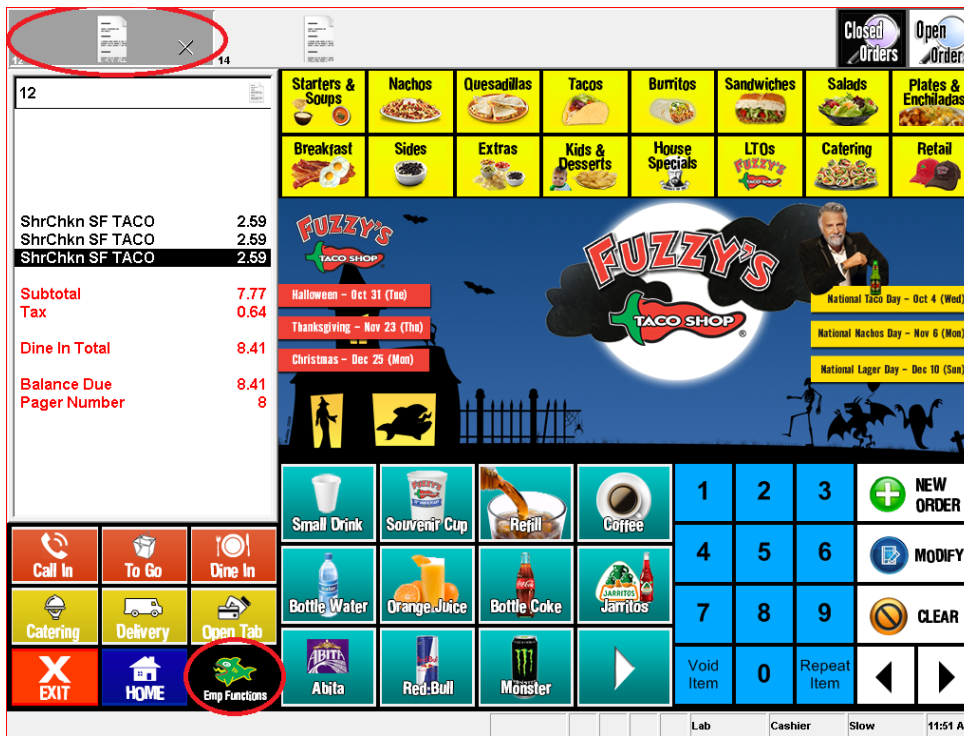 12
14
Closed Orders
Open Orders
12
ShrChkn SF TACO 2.59
ShrChkn SF TACO 2.59
ShrChkn SF TACO 2.59
Subtotal 7.77
Tax 0.64
Dine In Total 8.41
Balance Due 8.41
Pager Number 8
Starters & Soups
Nachos
Quesadillas
Tacos
Burritos
Sandwiches
Salads
Plates & Enchiladas
Breakfast
Sides
Extras
Kids & Desserts
House Specials
LTOs
FUZZY'S
TACO SHOP
Catering
Retail
FUZZY'S
TACO SHOP
Halloween - Oct 31 (Tue)
Thanksgiving - Nov 23 (Thu)
Christmas - Dec 25 (Mon)
FUZZY'S
TACO SHOP
National Taco Day - Oct 4 (Wed)
National Nachos Day - Nov 6 (Mon)
National Lager Day - Dec 10 (Sun)
Small Drink
Souvenir Cup
Refill
Coffee
1
2
3
NEW ORDER
Call In
To Go
Dine In
Bottle Water
Orange Juice
Bottle Coke
JARRITOS
Jarritos
4
5
6
MODIFY
Catering
Delivery
Open Tab
7
8
9
CLEAR
X
EXIT
HOME
Emp Functions
ABITA
Abita
Red Bull
MONSTER
Monster
Void Item
0
Repeat Item
Lab
Cashier
Slow
11:51 A